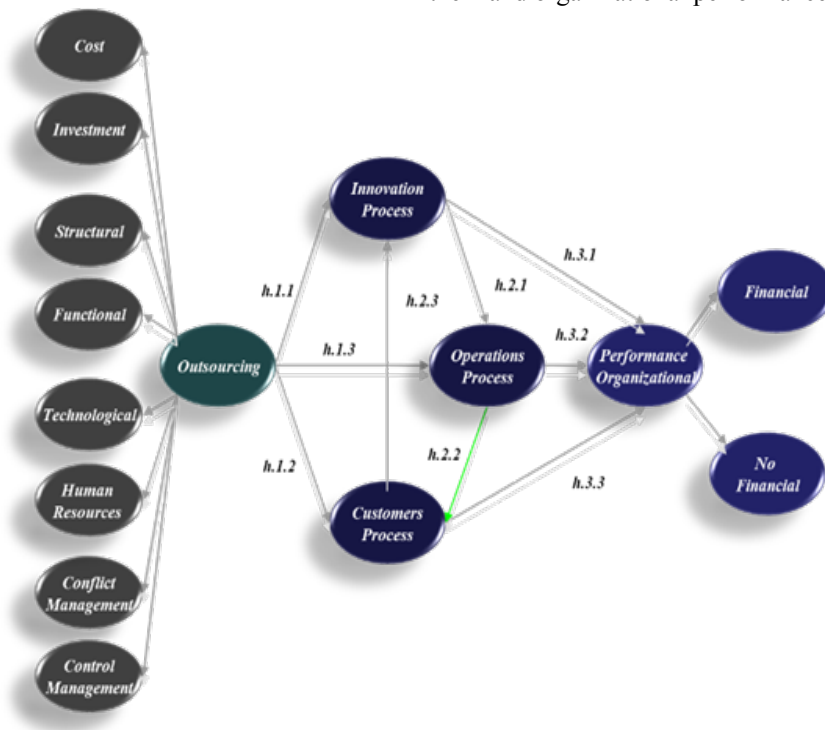 Cost
Investment
Structural
Functional
Technological
Human
Resources
Conflict
Management
Control
Management
Outsourcing
h.1.1
h.1.3
h.1.2
Innovation
Process
h.2.3
h.2.1
Operations
Process
h.2.2
Customers
Process
h.3.1
h.3.2
h.3.3
Performance
Organizational
Financial
No
Financial